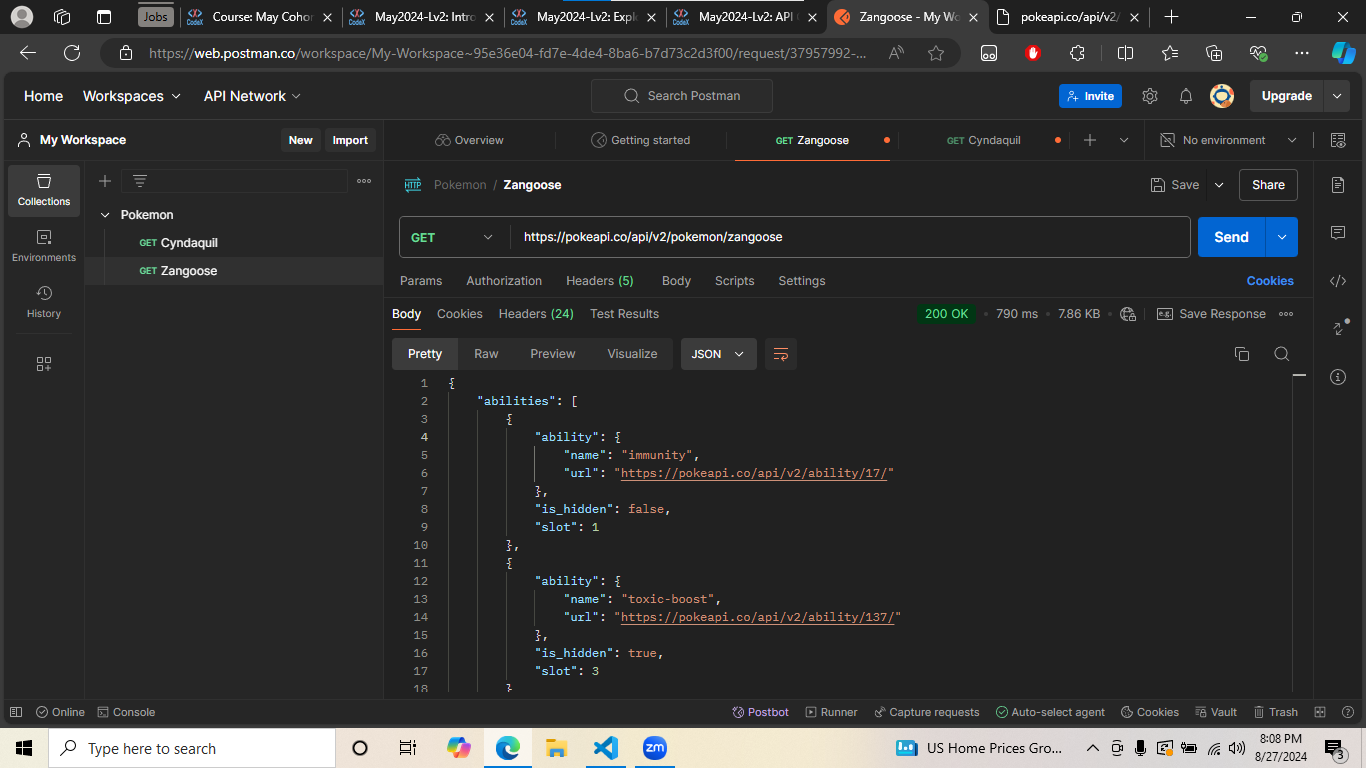 Jobs
Course: May Cohor
May2024-Lv2: Intro
May2024-Lv2: Expl
May2024-Lv2: API
Zangoose - My Wo
pokeapi.co/api/v2/
https://web.postman.co/workspace/My-Workspace~95e36e04-fd7e-4de4-8ba6-b7d73c2d3f00/request/37957992-...
Home Workspaces API Network
Search Postman
Invite
Upgrade
My Workspace
New Import
Overview
Getting started
GET Zangoose
GET Cyndaquil
No environment
Collections
Environments
History
Pokemon
GET Cyndaquil
GET Zangoose
HTTP Pokemon / Zangoose
Save
Share
GET https://pokeapi.co/api/v2/pokemon/zangoose
Send
Params Authorization Headers (5) Body Scripts Settings
Cookies
Body Cookies Headers (24) Test Results
200 OK • 790 ms • 7.86 KB
e.g. Save Response
Pretty Raw Preview Visualize JSON
1 {
2 "abilities": [
3 {
4 "ability": {
5 "name": "immunity",
6 "url": "https://pokeapi.co/api/v2/ability/17/"
7 },
8 "is_hidden": false,
9 "slot": 1
10 },
11 {
12 "ability": {
13 "name": "toxic-boost",
14 "url": "https://pokeapi.co/api/v2/ability/137/"
15 },
16 "is_hidden": true,
17 "slot": 3
18 }
Online Console
Postbot Runner Capture requests Auto-select agent Cookies Vault Trash
Type here to search
zm
US Home Prices Gro...
8:08 PM
8/27/2024
3